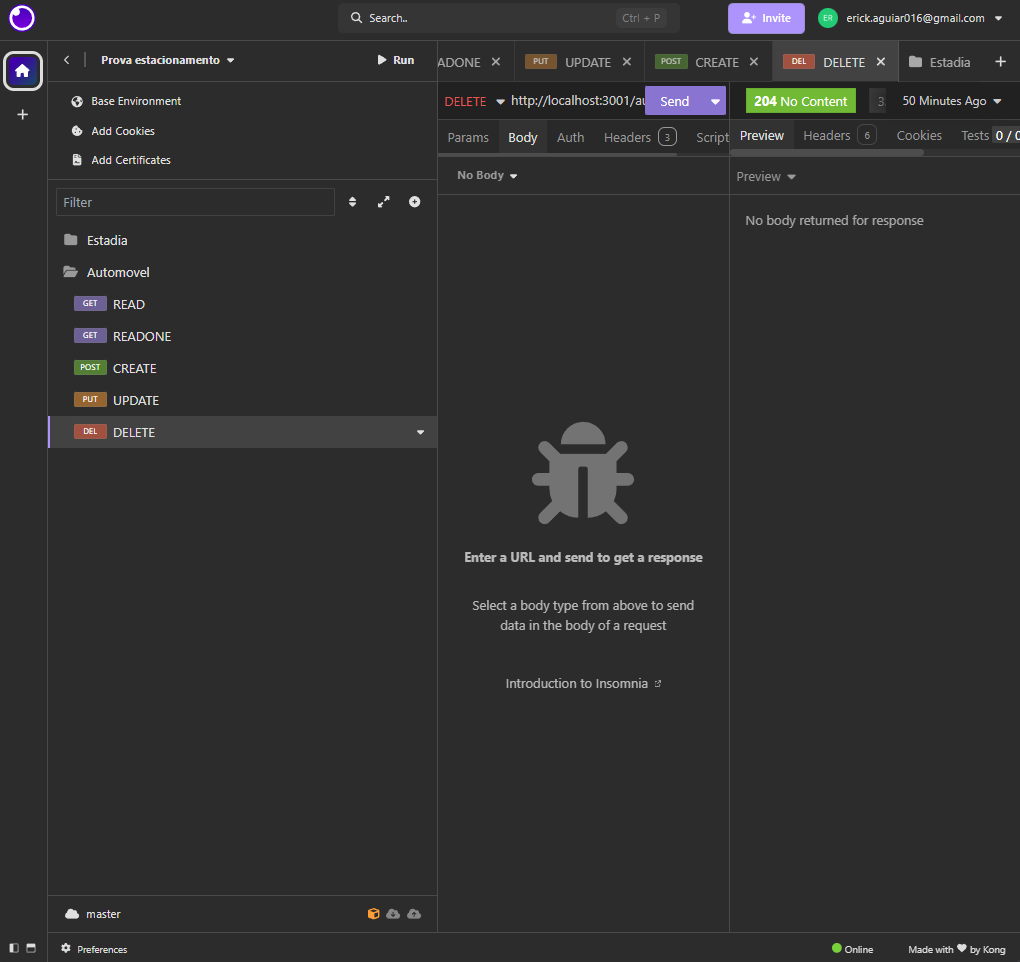 Search..
Ctrl + P
Invite
ER
erick.aguiar016@gmail.com
Prova estacionamento
Run
ADONE
PUT UPDATE
POST CREATE
DEL DELETE
Estadia
Base Environment
Add Cookies
Add Certificates
DELETE
http://localhost:3001/au
Send
204 No Content
3
50 Minutes Ago
Params
Body
Auth
Headers 3
Script
Preview
Headers 6
Cookies
Tests 0 / 0
No Body
Preview
Filter
No body returned for response
Estadia
Automovel
GET READ
GET READONE
POST CREATE
PUT UPDATE
DEL DELETE
Enter a URL and send to get a response
Select a body type from above to send
data in the body of a request
Introduction to Insomnia
master
Preferences
Online
Made with
by Kong